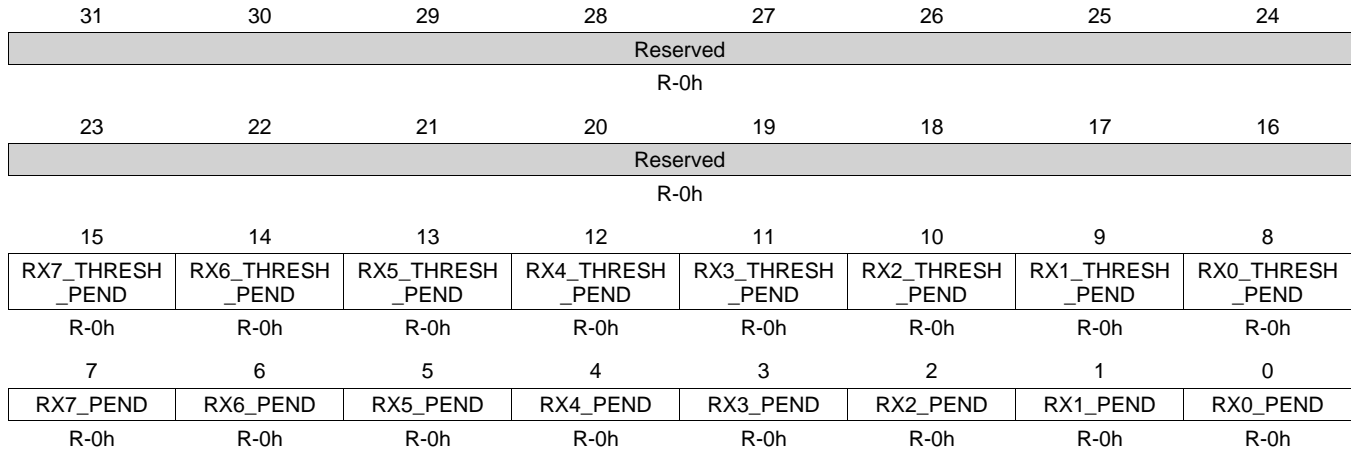 31 30 29 28 27 26 25 24
Reserved
R-0h
23 22 21 20 19 18 17 16
Reserved
R-0h
15 14 13 12 11 10 9 8
RX7_THRESH RX6_THRESH RX5_THRESH RX4_THRESH RX3_THRESH RX2_THRESH RX1_THRESH RX0_THRESH
_PEND _PEND _PEND _PEND _PEND _PEND _PEND _PEND
R-0h R-0h R-0h R-0h R-0h R-0h R-0h R-0h
7 6 5 4 3 2 1 0
RX7_PEND RX6_PEND RX5_PEND RX4_PEND RX3_PEND RX2_PEND RX1_PEND RX0_PEND
R-0h R-0h R-0h R-0h R-0h R-0h R-0h R-0h